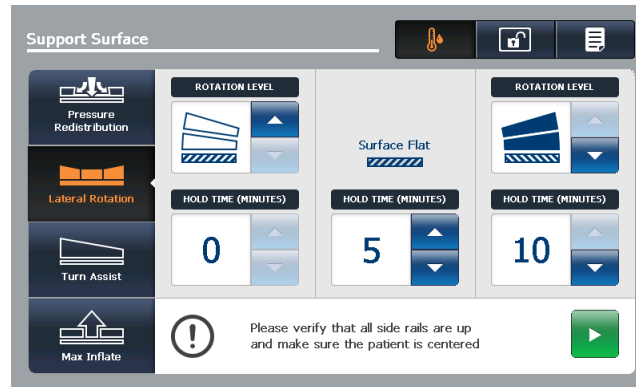 Support Surface
Pressure
Redistribution
Lateral Rotation
Turn Assist
Max Inflate
ROTATION LEVEL
Surface Flat
ROTATION LEVEL
HOLD TIME (MINUTES)
HOLD TIME (MINUTES)
HOLD TIME (MINUTES)
0
5
10
Please verify that all side rails are up
and make sure the patient is centered